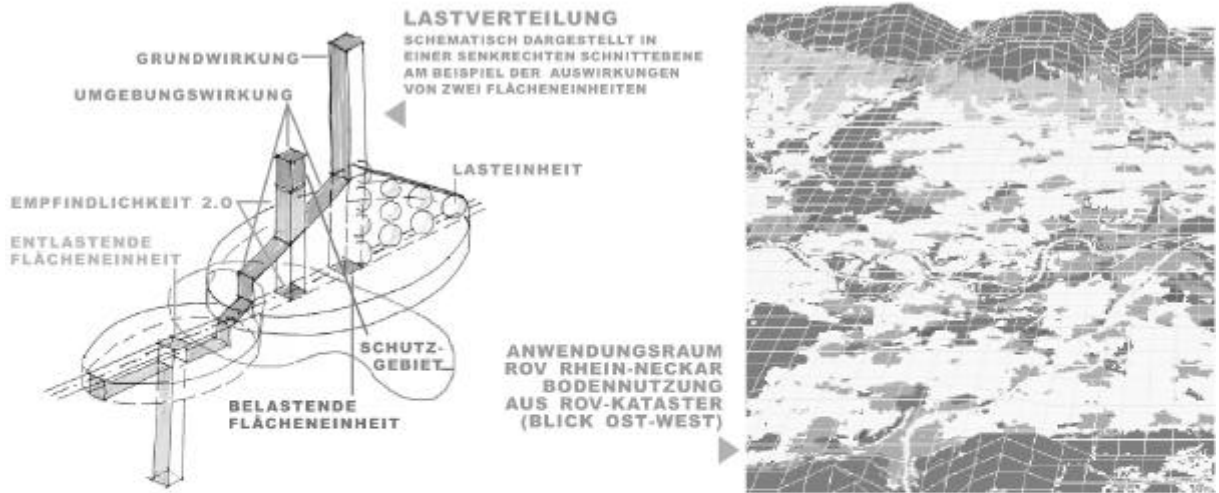 LASTVERTEILUNG
SCHEMATISCH DARGESTELLT IN
EINER SENKRECHTEN SCHNITTEBENE
AM BEISPIEL DER AUSWIRKUNGEN
VON ZWEI FLÄCHENEINHEITEN
GRUNDWIRKUNG
UMGEBUNGSWIRKUNG
LASTEINHEIT
EMPFINDLICHKEIT 2.0
ENTLASTENDE
FLÄCHENEINHEIT
SCHUTZ-
GEBIET
BELASTENDE
FLÄCHENEINHEIT
ANWENDUNGSRAUM
ROV RHEIN-NECKAR
BODENNUTZUNG
AUS ROV-KATASTER
(BLICK OST-WEST)